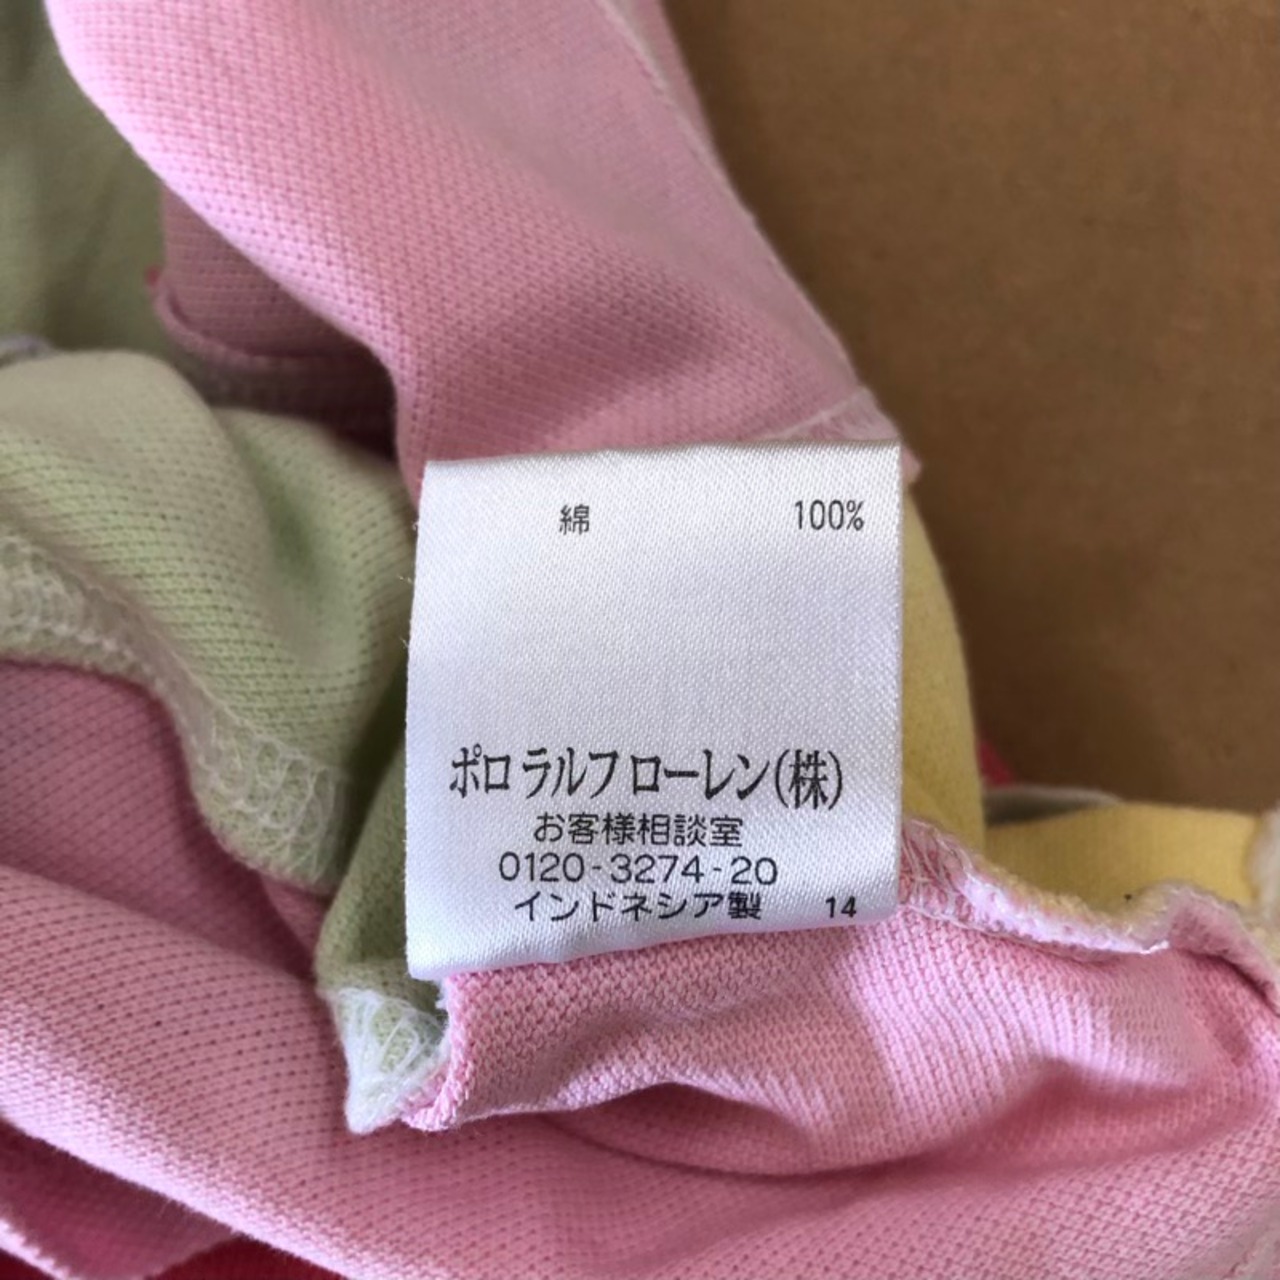 綿 100%
ポロ ラルフ ローレン(株)
お客様相談室
0120-3274-20
インドネシア製 14